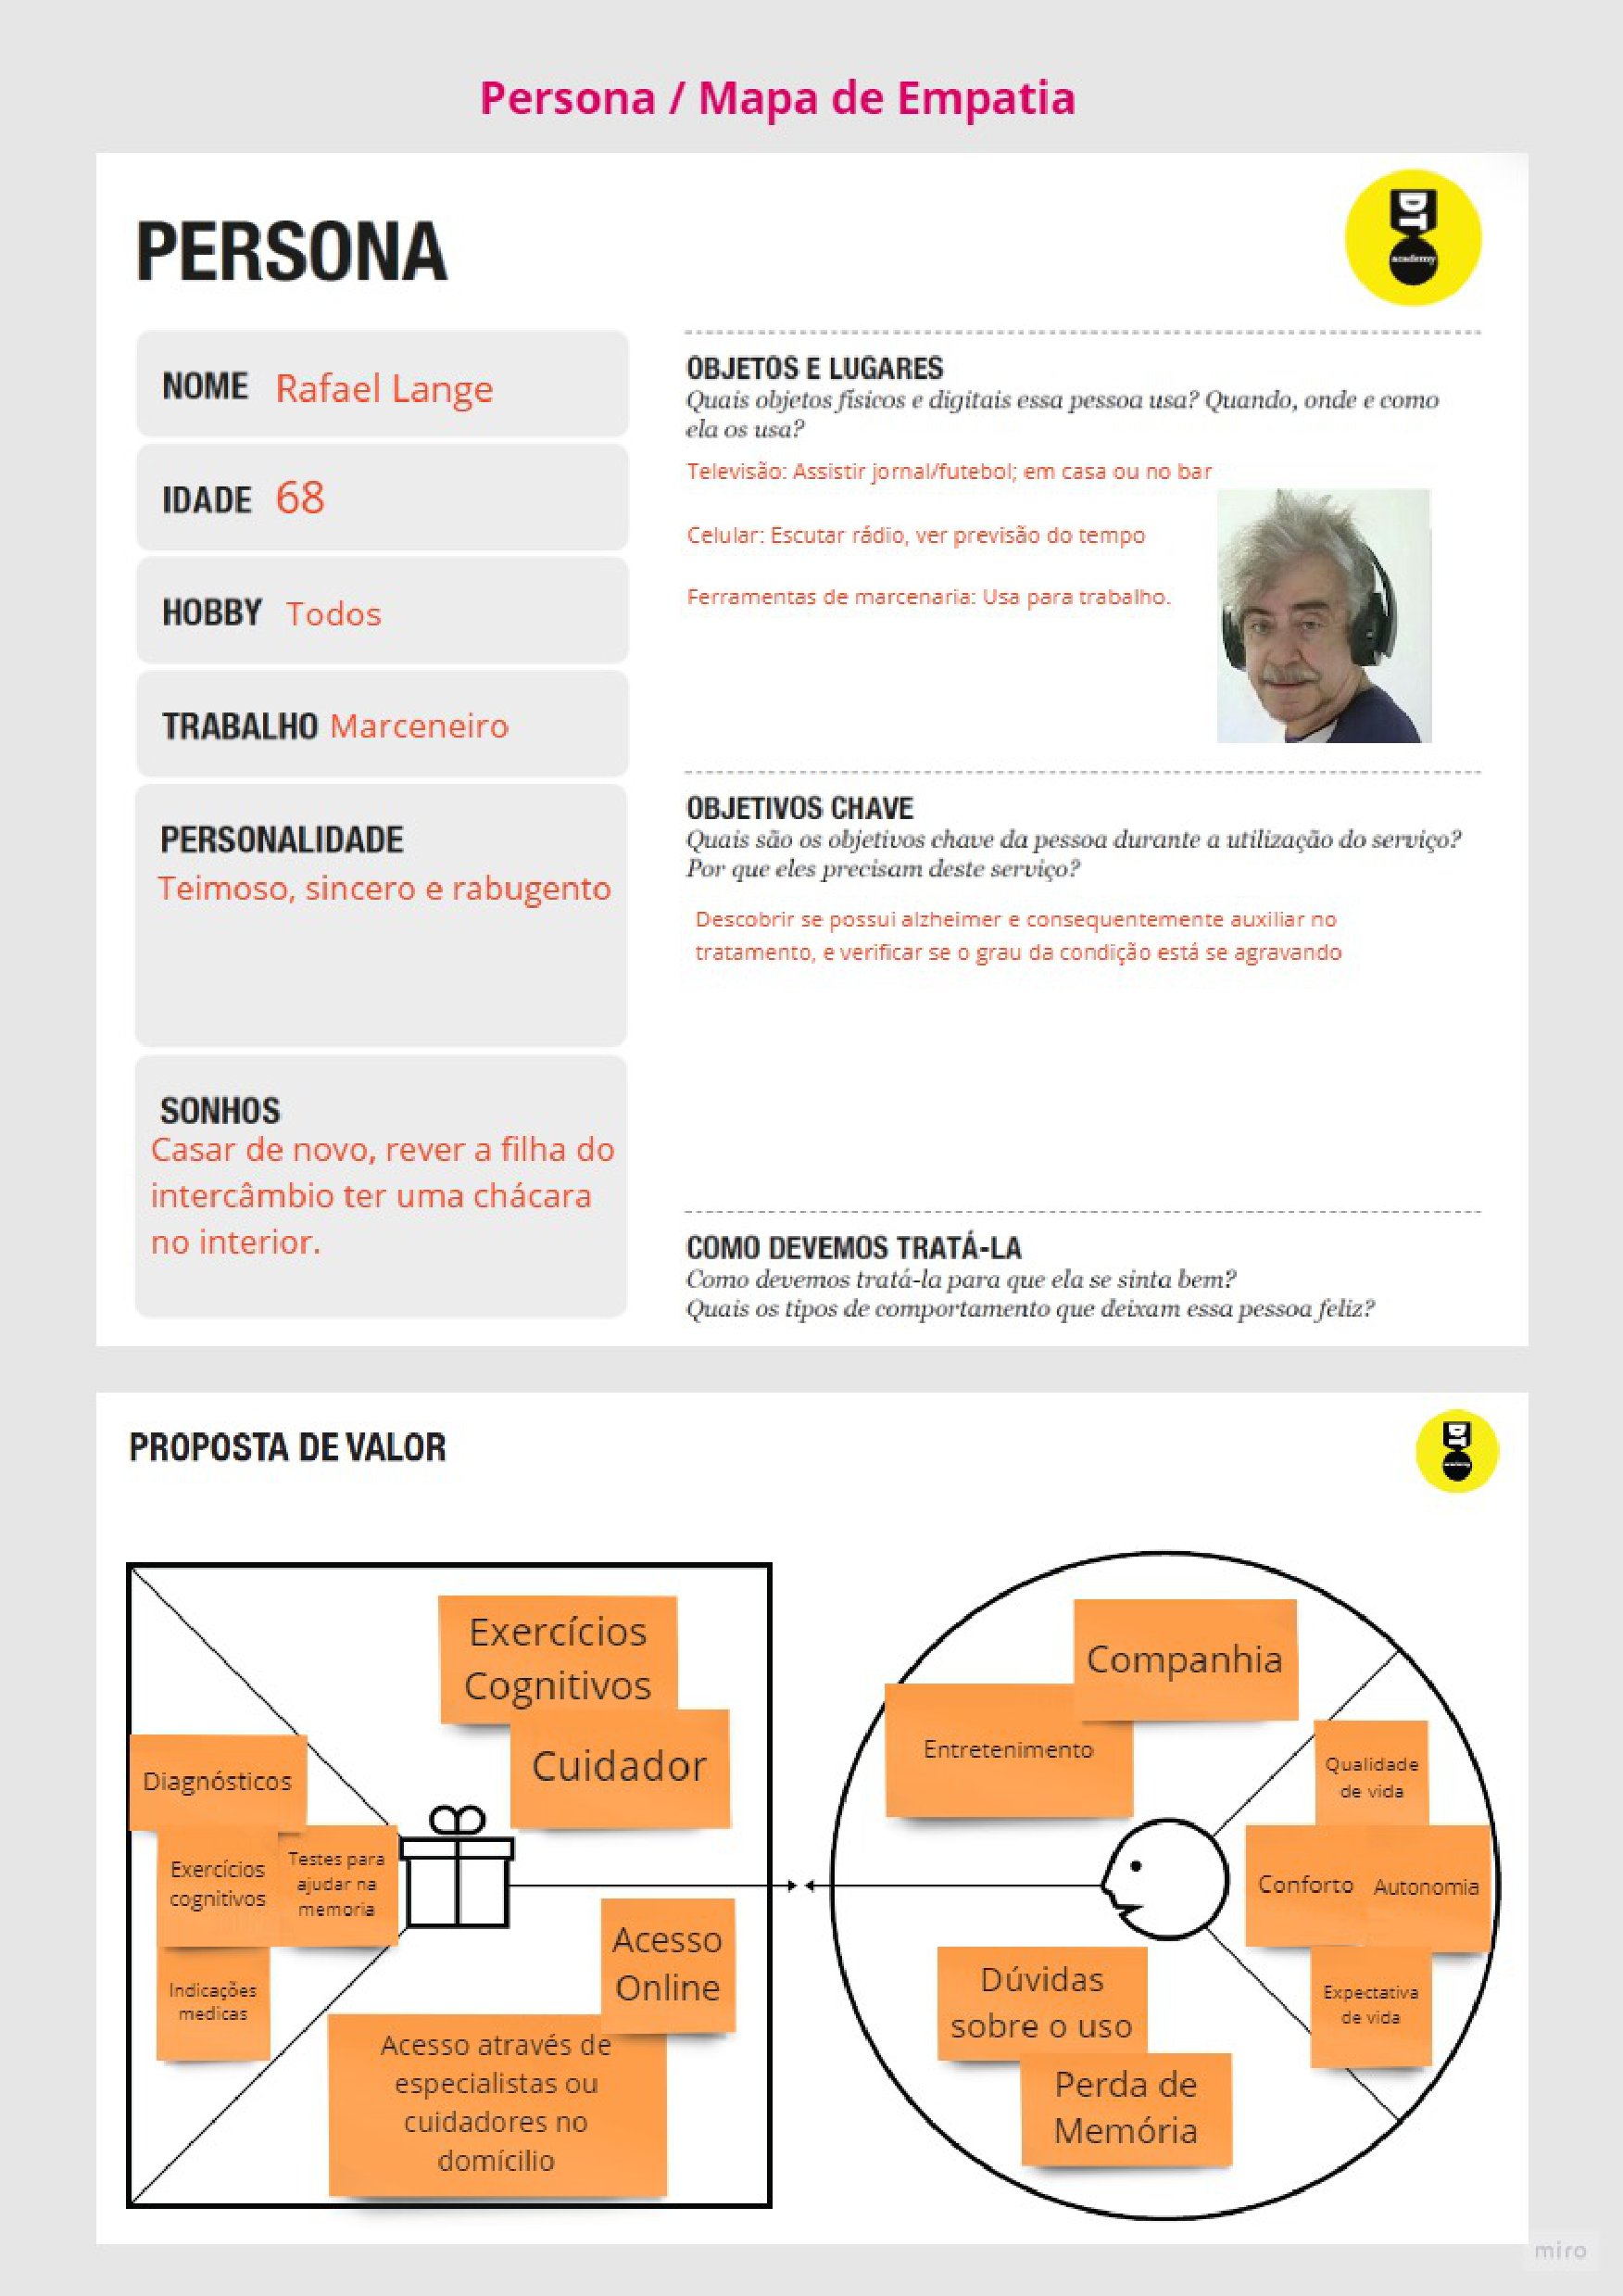 Persona / Mapa de Empatia
PERSONA
DT
academy
NOME Rafael Lange
IDADE 68
HOBBY Todos
TRABALHO Marceneiro
PERSONALIDADE
Teimoso, sincero e rabugento
SONHOS
Casar de novo, rever a filha do
intercâmbio ter uma chácara
no interior.
OBJETOS E LUGARES
Quais objetos físicos e digitais essa pessoa usa? Quando, onde e como
ela os usa?
Televisão: Assistir jornal/futebol; em casa ou no bar
Celular: Escutar rádio, ver previsão do tempo
Ferramentas de marcenaria: Usa para trabalho.
OBJETIVOS CHAVE
Quais são os objetivos chave da pessoa durante a utilização do serviço?
Por que eles precisam deste serviço?
Descobrir se possui alzheimer e consequentemente auxiliar no
tratamento, e verificar se o grau da condição está se agravando
COMO DEVEMOS TRATÁ-LA
Como devemos tratá-la para que ela se sinta bem?
Quais os tipos de comportamento que deixam essa pessoa feliz?
PROPOSTA DE VALOR
DT
academy
Exercícios
Cognitivos
Cuidador
Diagnósticos
Exercícios
cognitivos
Testes para
ajudar na
memoria
Indicações
medicas
Acesso
Online
Acesso através de
especialistas ou
cuidadores no
domícilio
Companhia
Entretenimento
Qualidade
de vida
Conforto
Autonomia
Expectativa
de vida
Dúvidas
sobre o uso
Perda de
Memória
miro